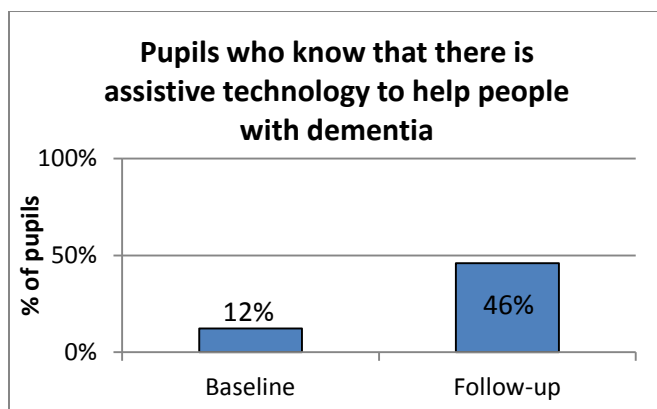 Pupils who know that there is
assistive technology to help people
with dementia
100%
50%
0%
% of pupils
12%
46%
Baseline
Follow-up